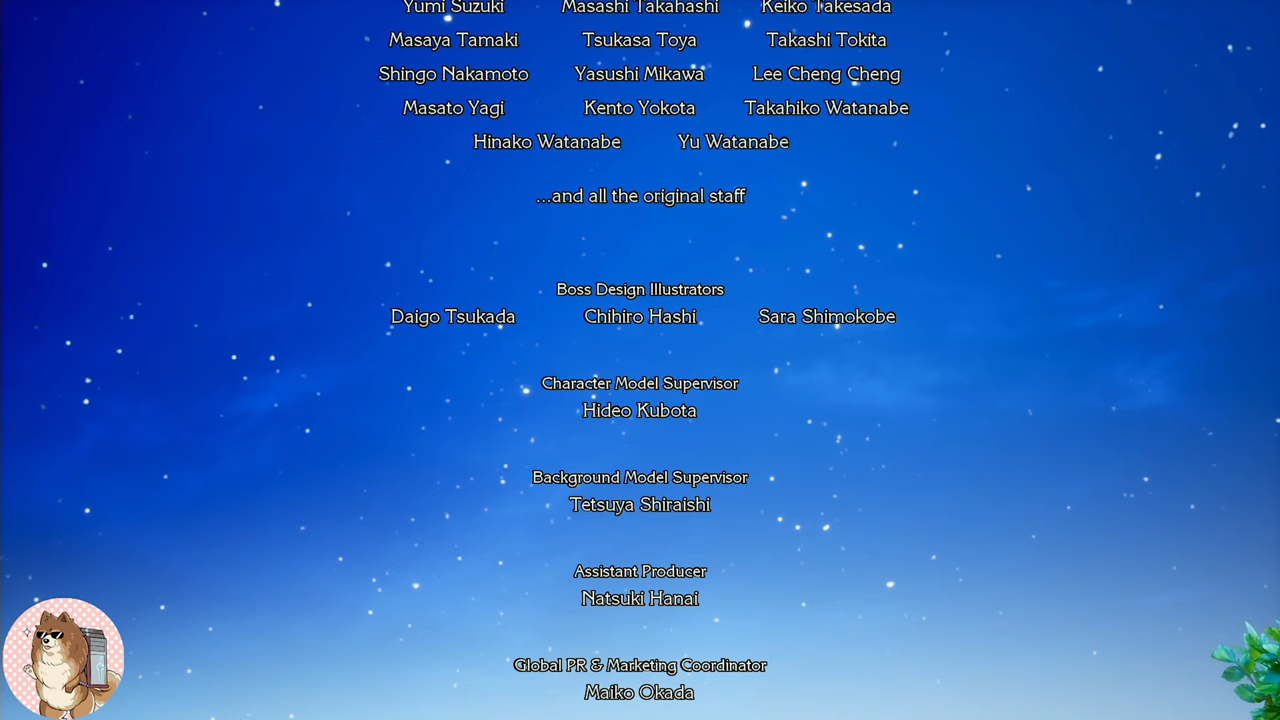 Yumi Suzuki Masashi Takahashi Keiko Takesada
Masaya Tamaki Tsukasa Toya Takashi Tokita
Shingo Nakamoto Yasushi Mikawa Lee Cheng Cheng
Masato Yagi Kento Yokota Takahiko Watanabe
Hinako Watanabe Yu Watanabe
...and all the original staff
Boss Design Illustrators
Daigo Tsukada Chihiro Hashi Sara Shimokobe
Character Model Supervisor
Hideo Kubota
Background Model Supervisor
Tetsuya Shiraishi
Assistant Producer
Natsuki Hanai
Global PR & Marketing Coordinator
Maiko Okada